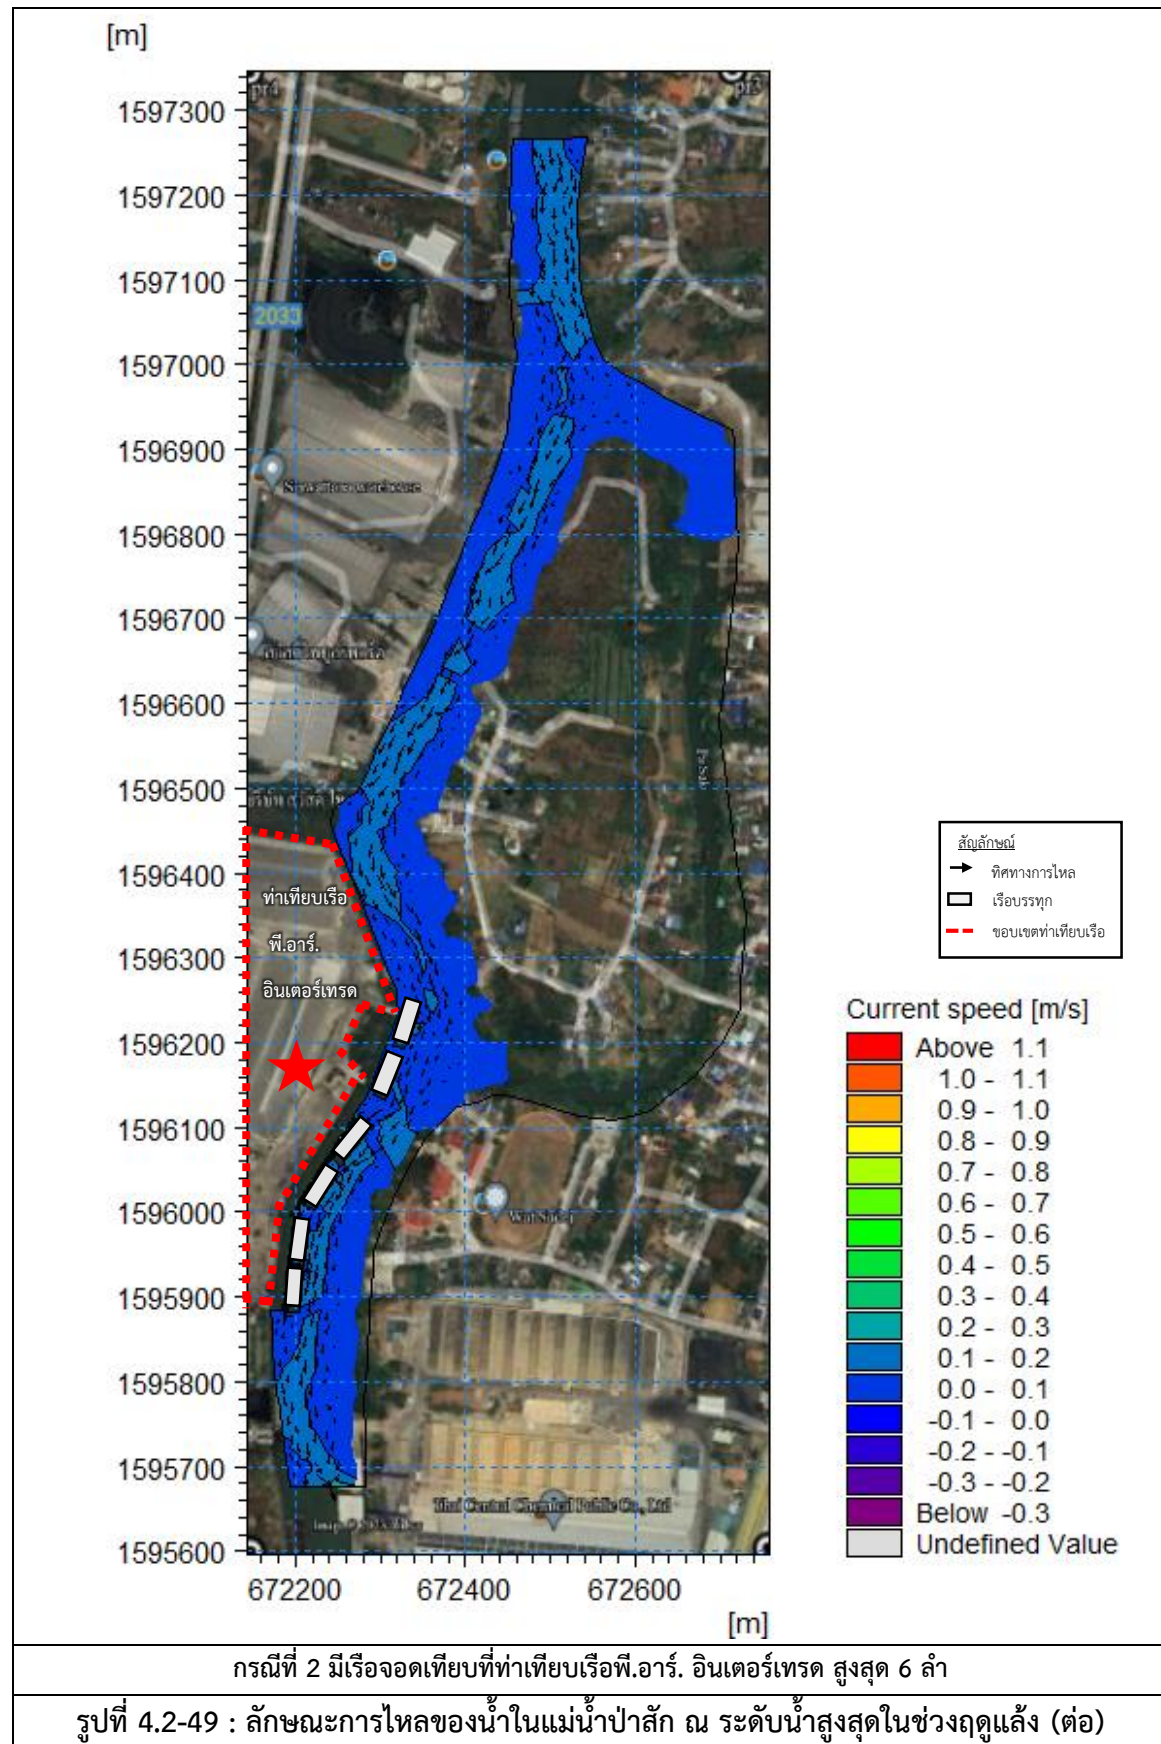 [m]
1597300
1597200
1597100
1597000
1596900
1596800
1596700
1596600
1596500
1596400
1596300
1596200
1596100
1596000
1595900
1595800
1595700
1595600
672200 672400 672600
[m]
pr4
pr3
2033
ท่าเทียบเรือ
พี.อาร์.
อินเตอร์เทรด
Thai Central Chemical Public Co., Ltd
สัญลักษณ์
ทิศทางการไหล
เรือบรรทุก
ขอบเขตท่าเทียบเรือ
Current speed [m/s]
Above 1.1
1.0 - 1.1
0.9 - 1.0
0.8 - 0.9
0.7 - 0.8
0.6 - 0.7
0.5 - 0.6
0.4 - 0.5
0.3 - 0.4
0.2 - 0.3
0.1 - 0.2
0.0 - 0.1
-0.1 - 0.0
-0.2 - -0.1
-0.3 - -0.2
Below -0.3
Undefined Value
กรณีที่ 2 มีเรือจอดเทียบที่ท่าเทียบเรือพี.อาร์. อินเตอร์เทรด สูงสุด 6 ลำ
รูปที่ 4.2-49 : ลักษณะการไหลของน้ำในแม่น้ำป่าสัก ณ ระดับน้ำสูงสุดในช่วงฤดูแล้ง (ต่อ)